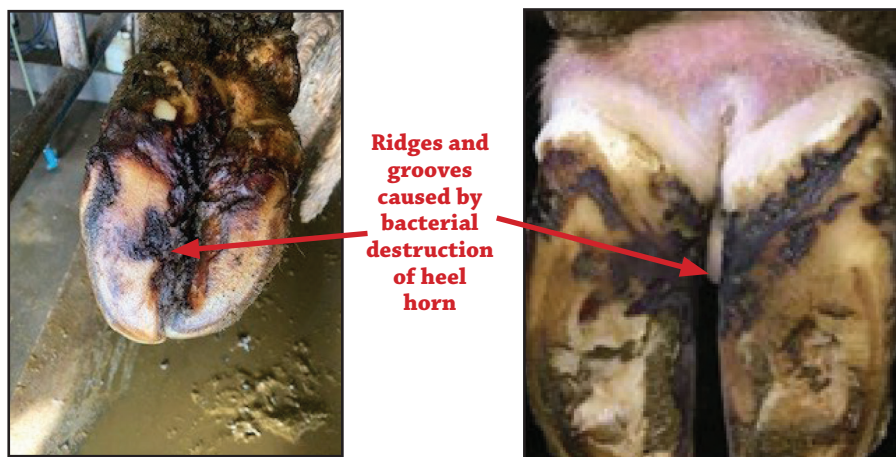 Ridges and
grooves
caused by
bacterial
destruction
of heel
horn